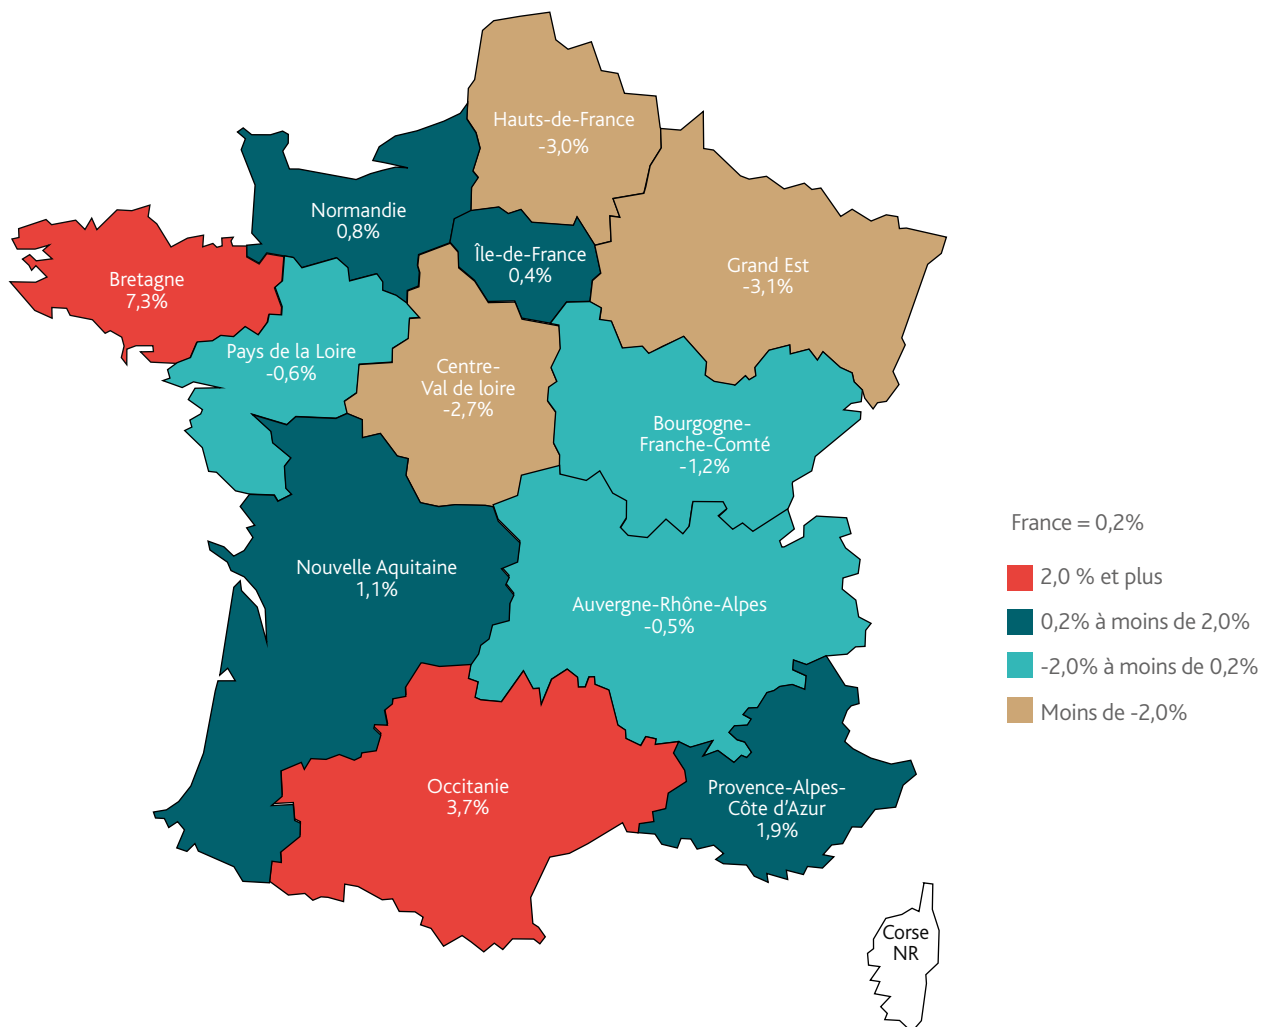 Hauts-de-France
-3,0%
Normandie
0,8%
Île-de-France
0,4%
Grand Est
-3,1%
Bretagne
7,3%
Pays de la Loire
-0,6%
Centre-
Val de loire
-2,7%
Bourgogne-
Franche-Comté
-1,2%
Nouvelle Aquitaine
1,1%
Auvergne-Rhône-Alpes
-0,5%
Occitanie
3,7%
Provence-Alpes-
Côte d'Azur
1,9%
Corse
NR
France = 0,2%
2,0 % et plus
0,2% à moins de 2,0%
-2,0% à moins de 0,2%
Moins de -2,0%